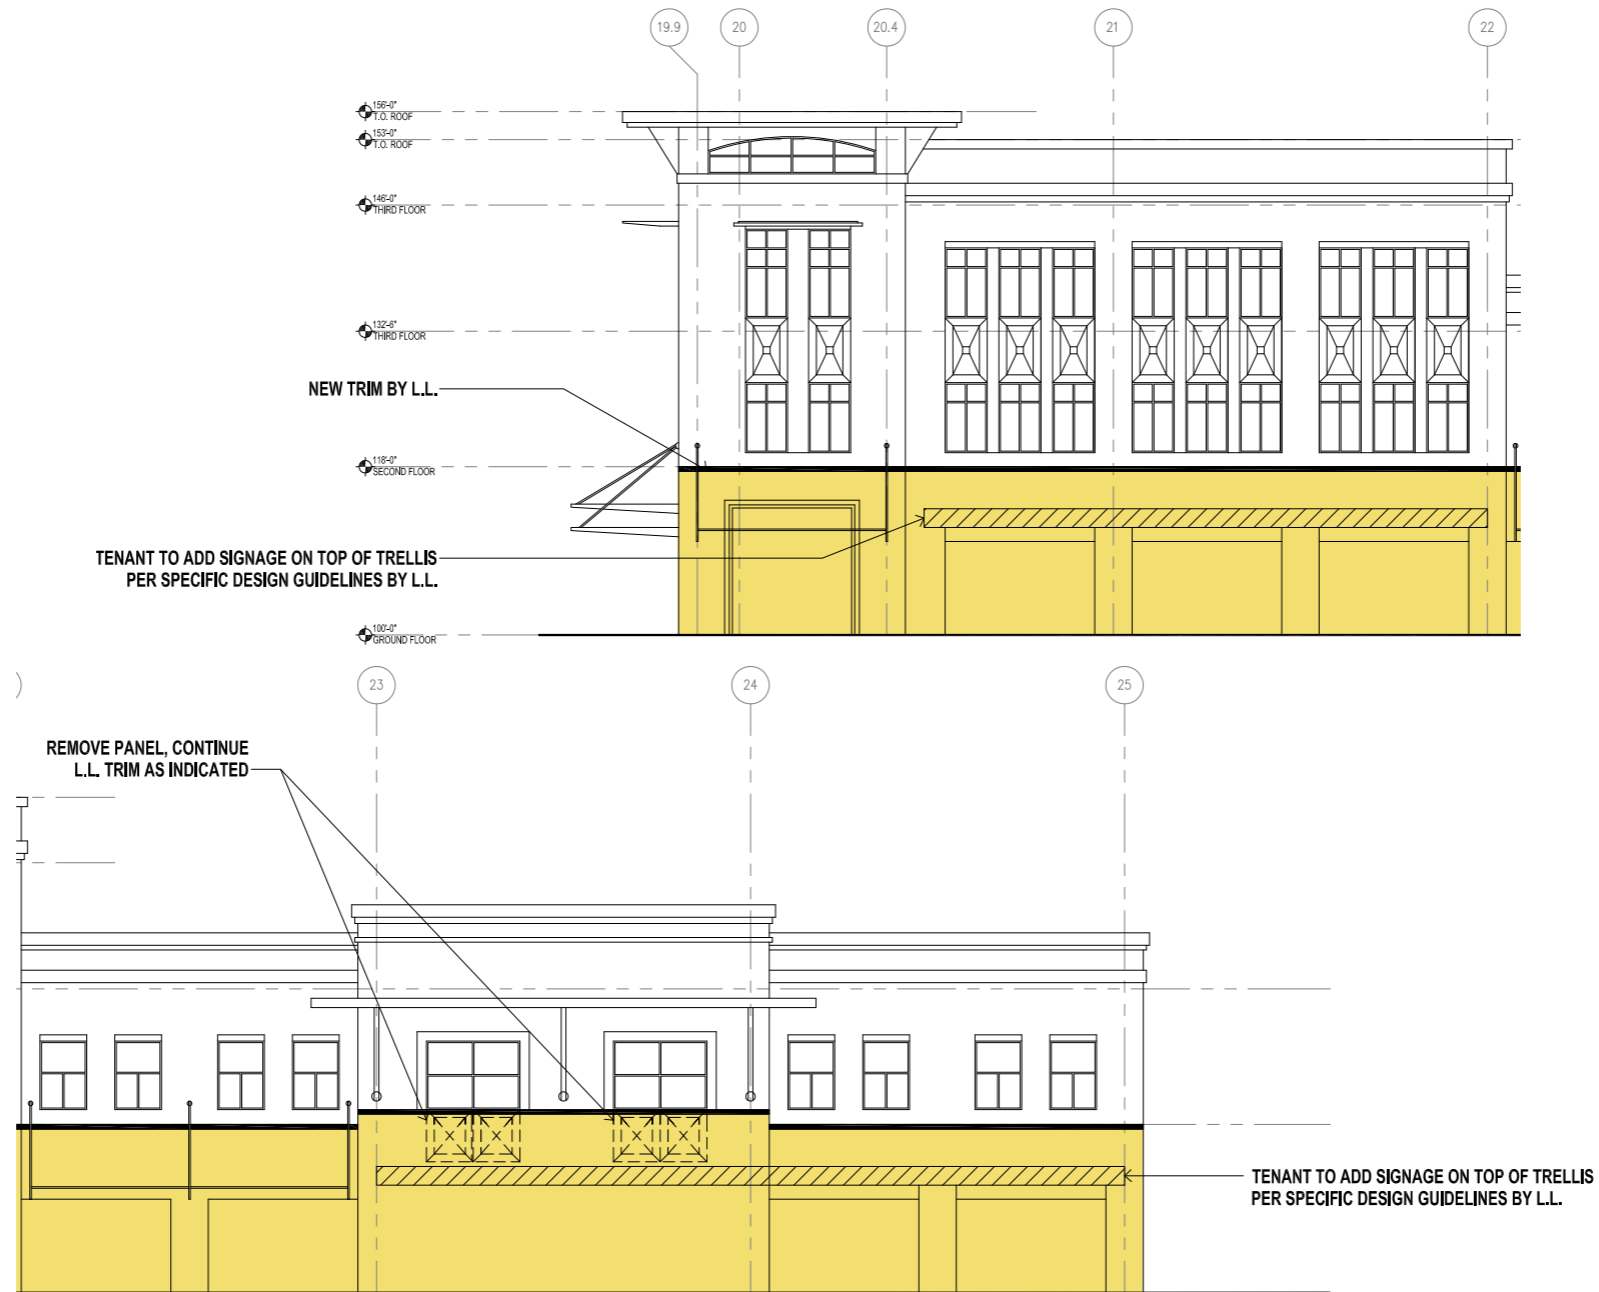 19.9
20
20.4
21
22
156'-0"
T.O. ROOF
153'-0"
T.O. ROOF
146'-0"
THIRD FLOOR
132'-6"
THIRD FLOOR
NEW TRIM BY L.L.
118'-0"
SECOND FLOOR
TENANT TO ADD SIGNAGE ON TOP OF TRELLIS
PER SPECIFIC DESIGN GUIDELINES BY L.L.
100'-0"
GROUND FLOOR
23
24
25
REMOVE PANEL, CONTINUE
L.L. TRIM AS INDICATED
TENANT TO ADD SIGNAGE ON TOP OF TRELLIS
PER SPECIFIC DESIGN GUIDELINES BY L.L.